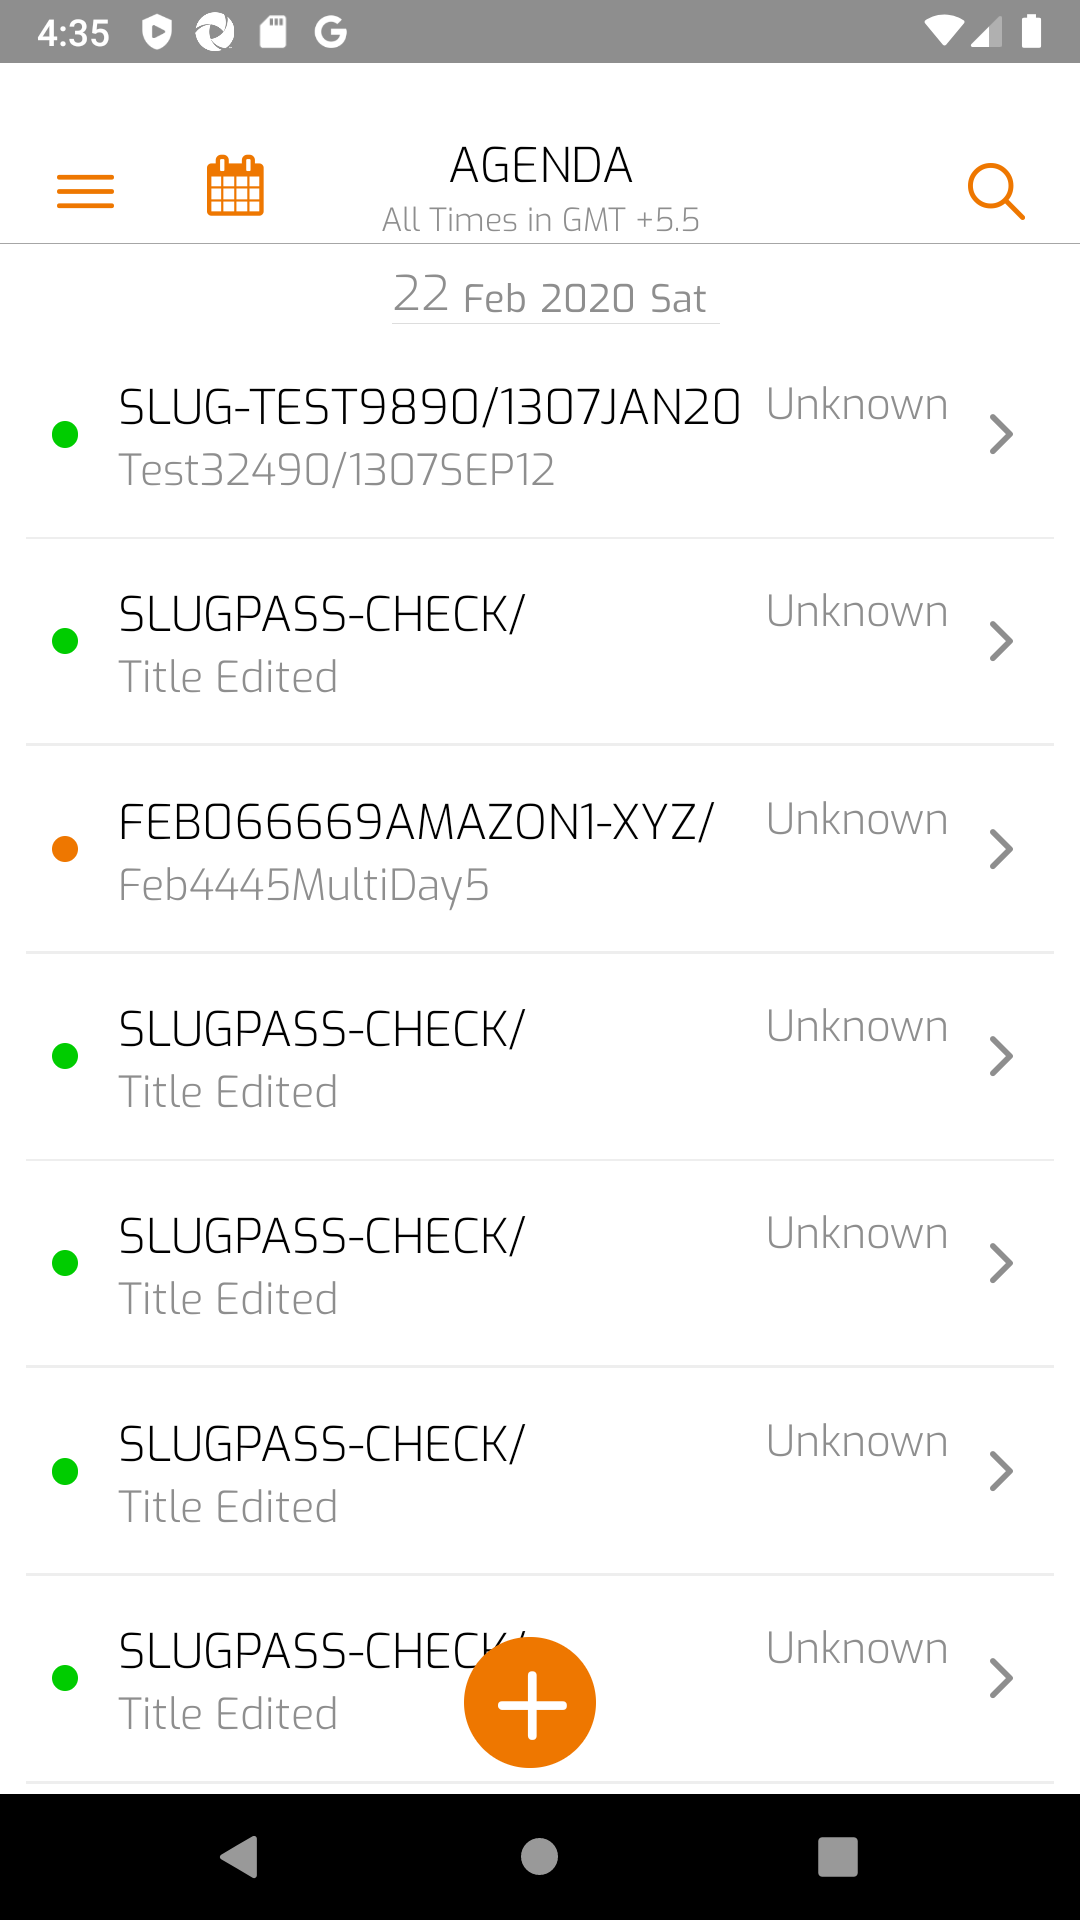 4:35
AGENDA
All Times in GMT +5.5
22 Feb 2020 Sat
SLUG-TEST9890/1307JAN20 Unknown
Test32490/1307SEP12
SLUGPASS-CHECK/ Unknown
Title Edited
FEB066669AMAZON1-XYZ/ Unknown
Feb4445MultiDay5
SLUGPASS-CHECK/ Unknown
Title Edited
SLUGPASS-CHECK/ Unknown
Title Edited
SLUGPASS-CHECK/ Unknown
Title Edited
SLUGPASS-CHECK/ Unknown
Title Edited